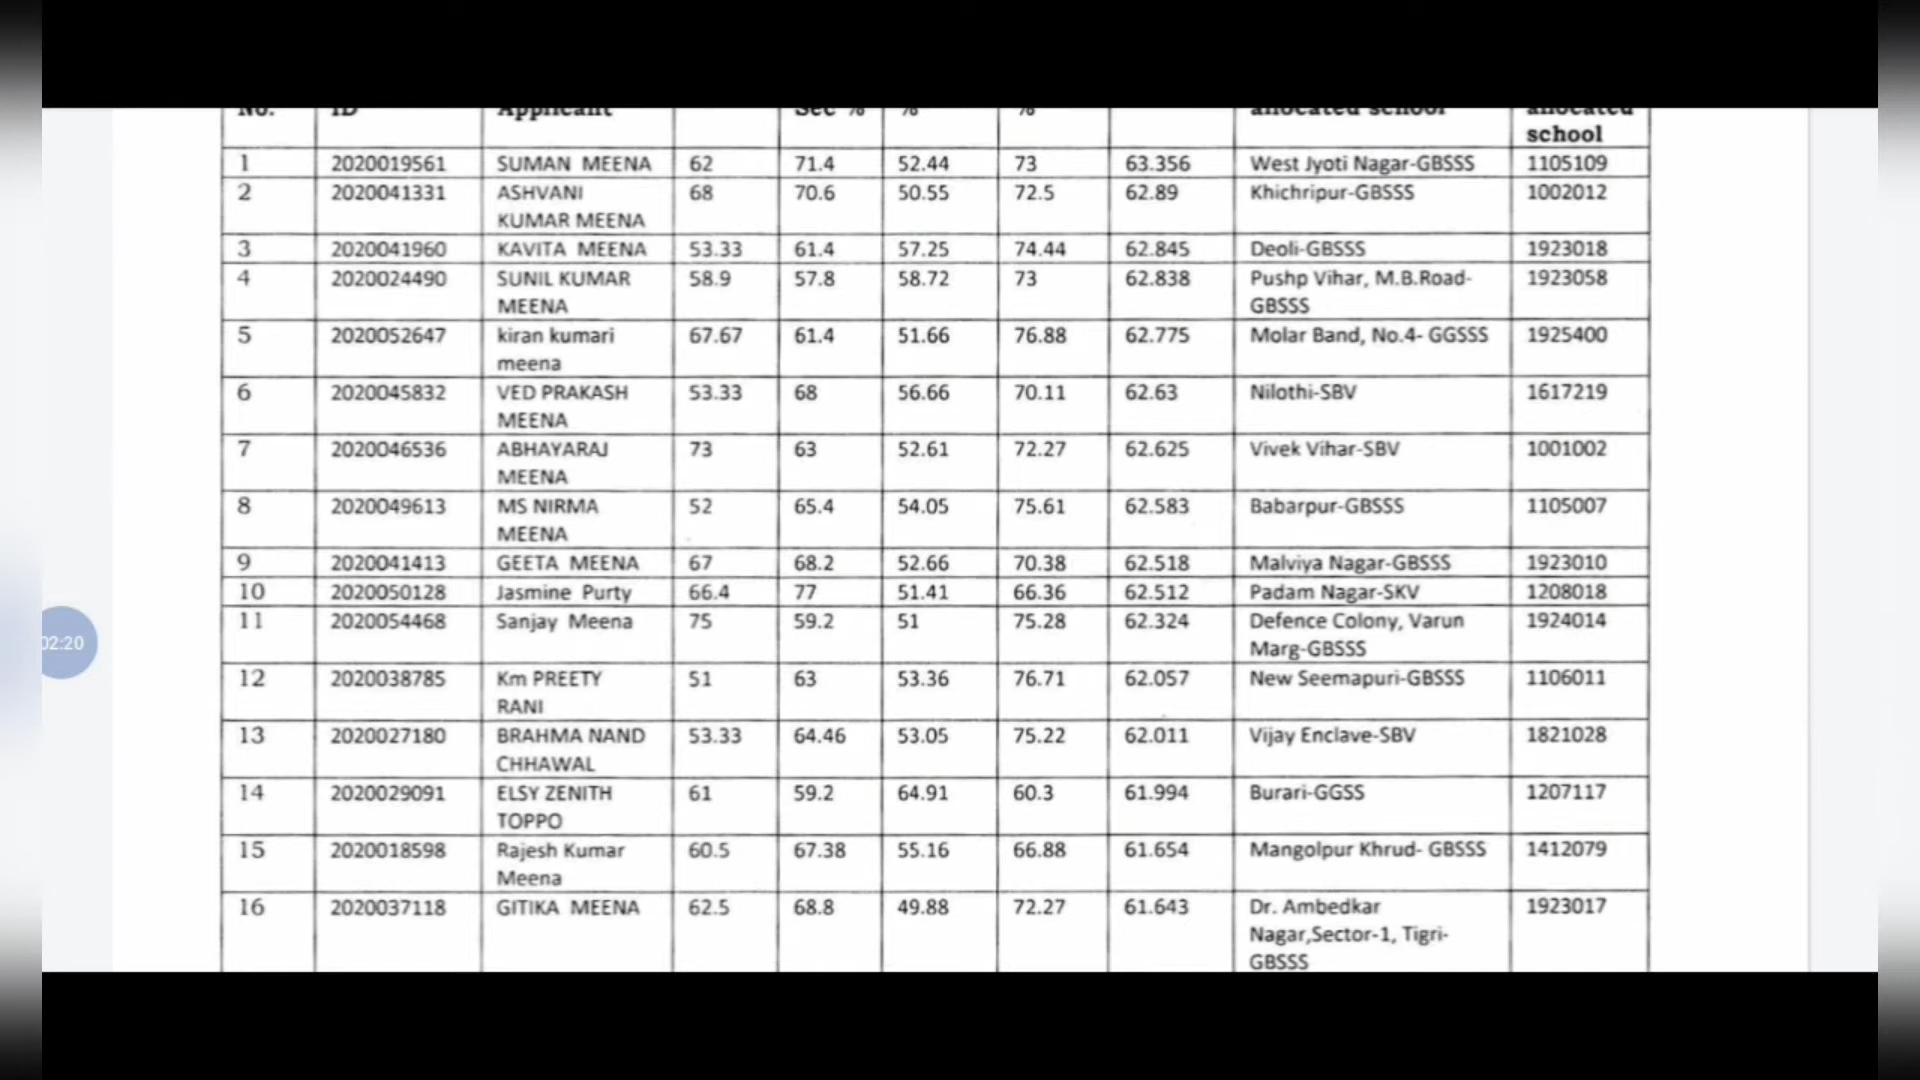 No. ID Applicant Sec % % % allocated school allocated
school
1 2020019561 SUMAN MEENA 62 71.4 52.44 73 63.356 West Jyoti Nagar-GBSSS 1105109
2 2020041331 ASHVANI 68 70.6 50.55 72.5 62.89 Khichripur-GBSSS 1002012
KUMAR MEENA
3 2020041960 KAVITA MEENA 53.33 61.4 57.25 74.44 62.845 Deoli-GBSSS 1923018
4 2020024490 SUNIL KUMAR 58.9 57.8 58.72 73 62.838 Pushp Vihar, M.B.Road- 1923058
MEENA GBSSS
5 2020052647 kiran kumari 67.67 61.4 51.66 76.88 62.775 Molar Band, No.4- GGSSS 1925400
meena
6 2020045832 VED PRAKASH 53.33 68 56.66 70.11 62.63 Nilothi-SBV 1617219
MEENA
7 2020046536 ABHAYARAJ 73 63 52.61 72.27 62.625 Vivek Vihar-SBV 1001002
MEENA
8 2020049613 MS NIRMA 52 65.4 54.05 75.61 62.583 Babarpur-GBSSS 1105007
MEENA
9 2020041413 GEETA MEENA 67 68.2 52.66 70.38 62.518 Malviya Nagar-GBSSS 1923010
10 2020050128 Jasmine Purty 66.4 77 51.41 66.36 62.512 Padam Nagar-SKV 1208018
11 2020054468 Sanjay Meena 75 59.2 51 75.28 62.324 Defence Colony, Varun 1924014
Marg-GBSSS
02:20
12 2020038785 Km PREETY 51 63 53.36 76.71 62.057 New Seemapuri-GBSSS 1106011
RANI
13 2020027180 BRAHMA NAND 53.33 64.46 53.05 75.22 62.011 Vijay Enclave-SBV 1821028
CHHAWAL
14 2020029091 ELSY ZENITH 61 59.2 64.91 60.3 61.994 Burari-GGSS 1207117
TOPPO
15 2020018598 Rajesh Kumar 60.5 67.38 55.16 66.88 61.654 Mangolpur Khrud- GBSSS 1412079
Meena
16 2020037118 GITIKA MEENA 62.5 68.8 49.88 72.27 61.643 Dr. Ambedkar 1923017
Nagar,Sector-1, Tigri-
GBSSS